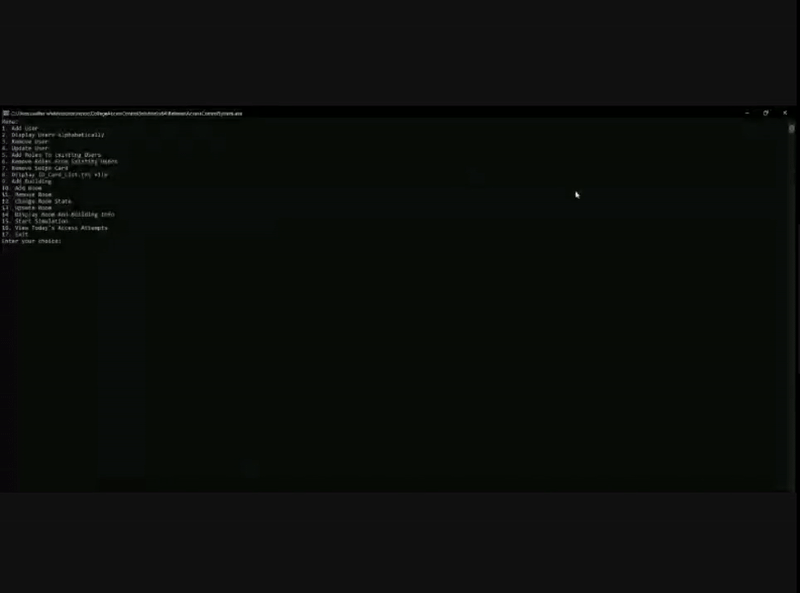 Menu:
1. Add User
2. Display Users Alphabetically
3. Remove User
4. Update User
5. Add Roles To Existing Users
6. Remove Roles From Existing Users
7. Remove Swipe Card
8. Display ID_Card_List.txt File
9. Add Building
10. Add Room
11. Remove Room
12. Change Room State
13. Update Room
14. Display Room And Building Info
15. Start Simulation
16. View Today's Access Attempts
17. Exit
Enter your choice: